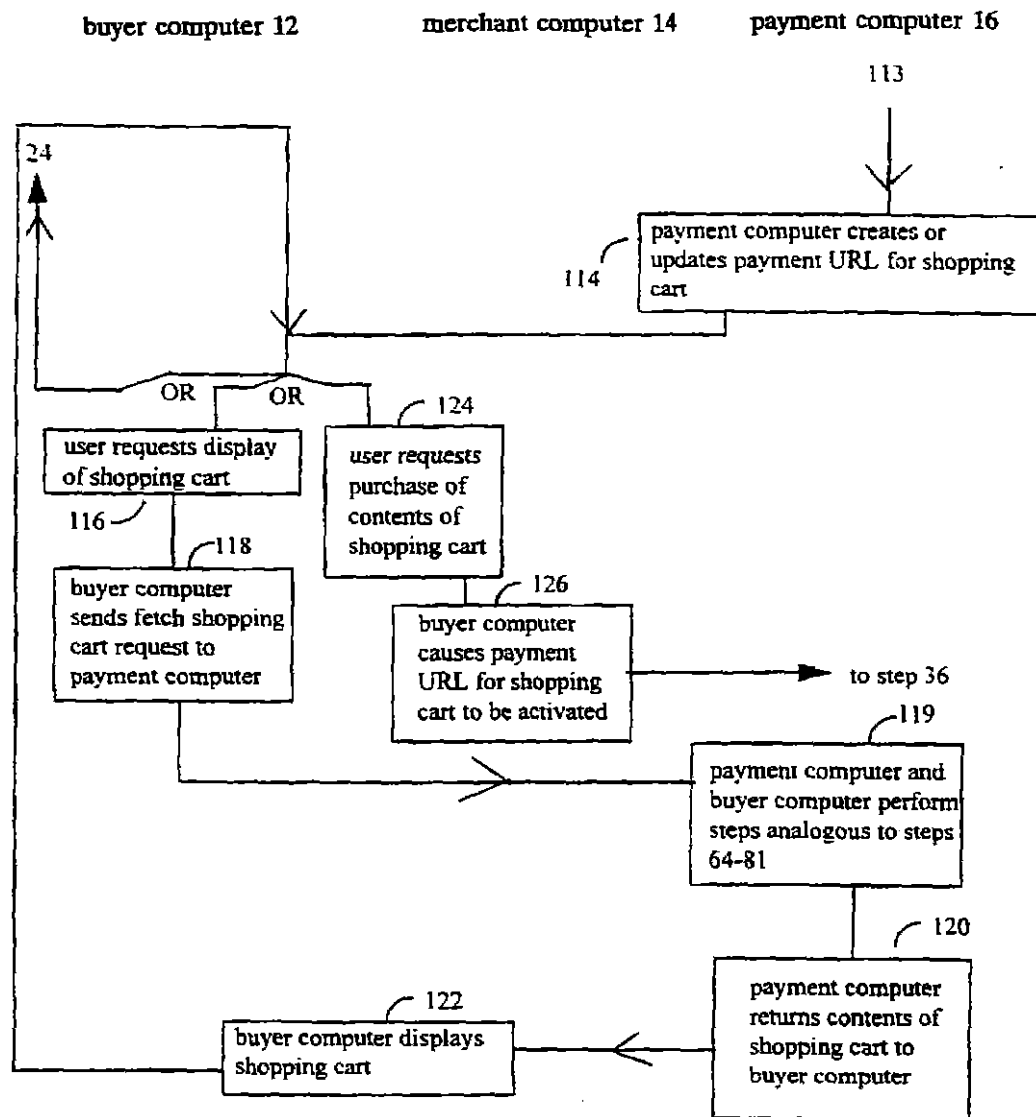 buyer computer 12
merchant computer 14
payment computer 16
113
24
payment computer creates or
updates payment URL for shopping
cart
114
OR
OR
124
user requests display
of shopping cart
116
user requests
purchase of
contents of
shopping cart
118
buyer computer
sends fetch shopping
cart request to
payment computer
126
buyer computer
causes payment
URL for shopping
cart to be activated
to step 36
119
payment computer and
buyer computer perform
steps analogous to steps
64-81
120
payment computer
returns contents of
shopping cart to
buyer computer
122
buyer computer displays
shopping cart